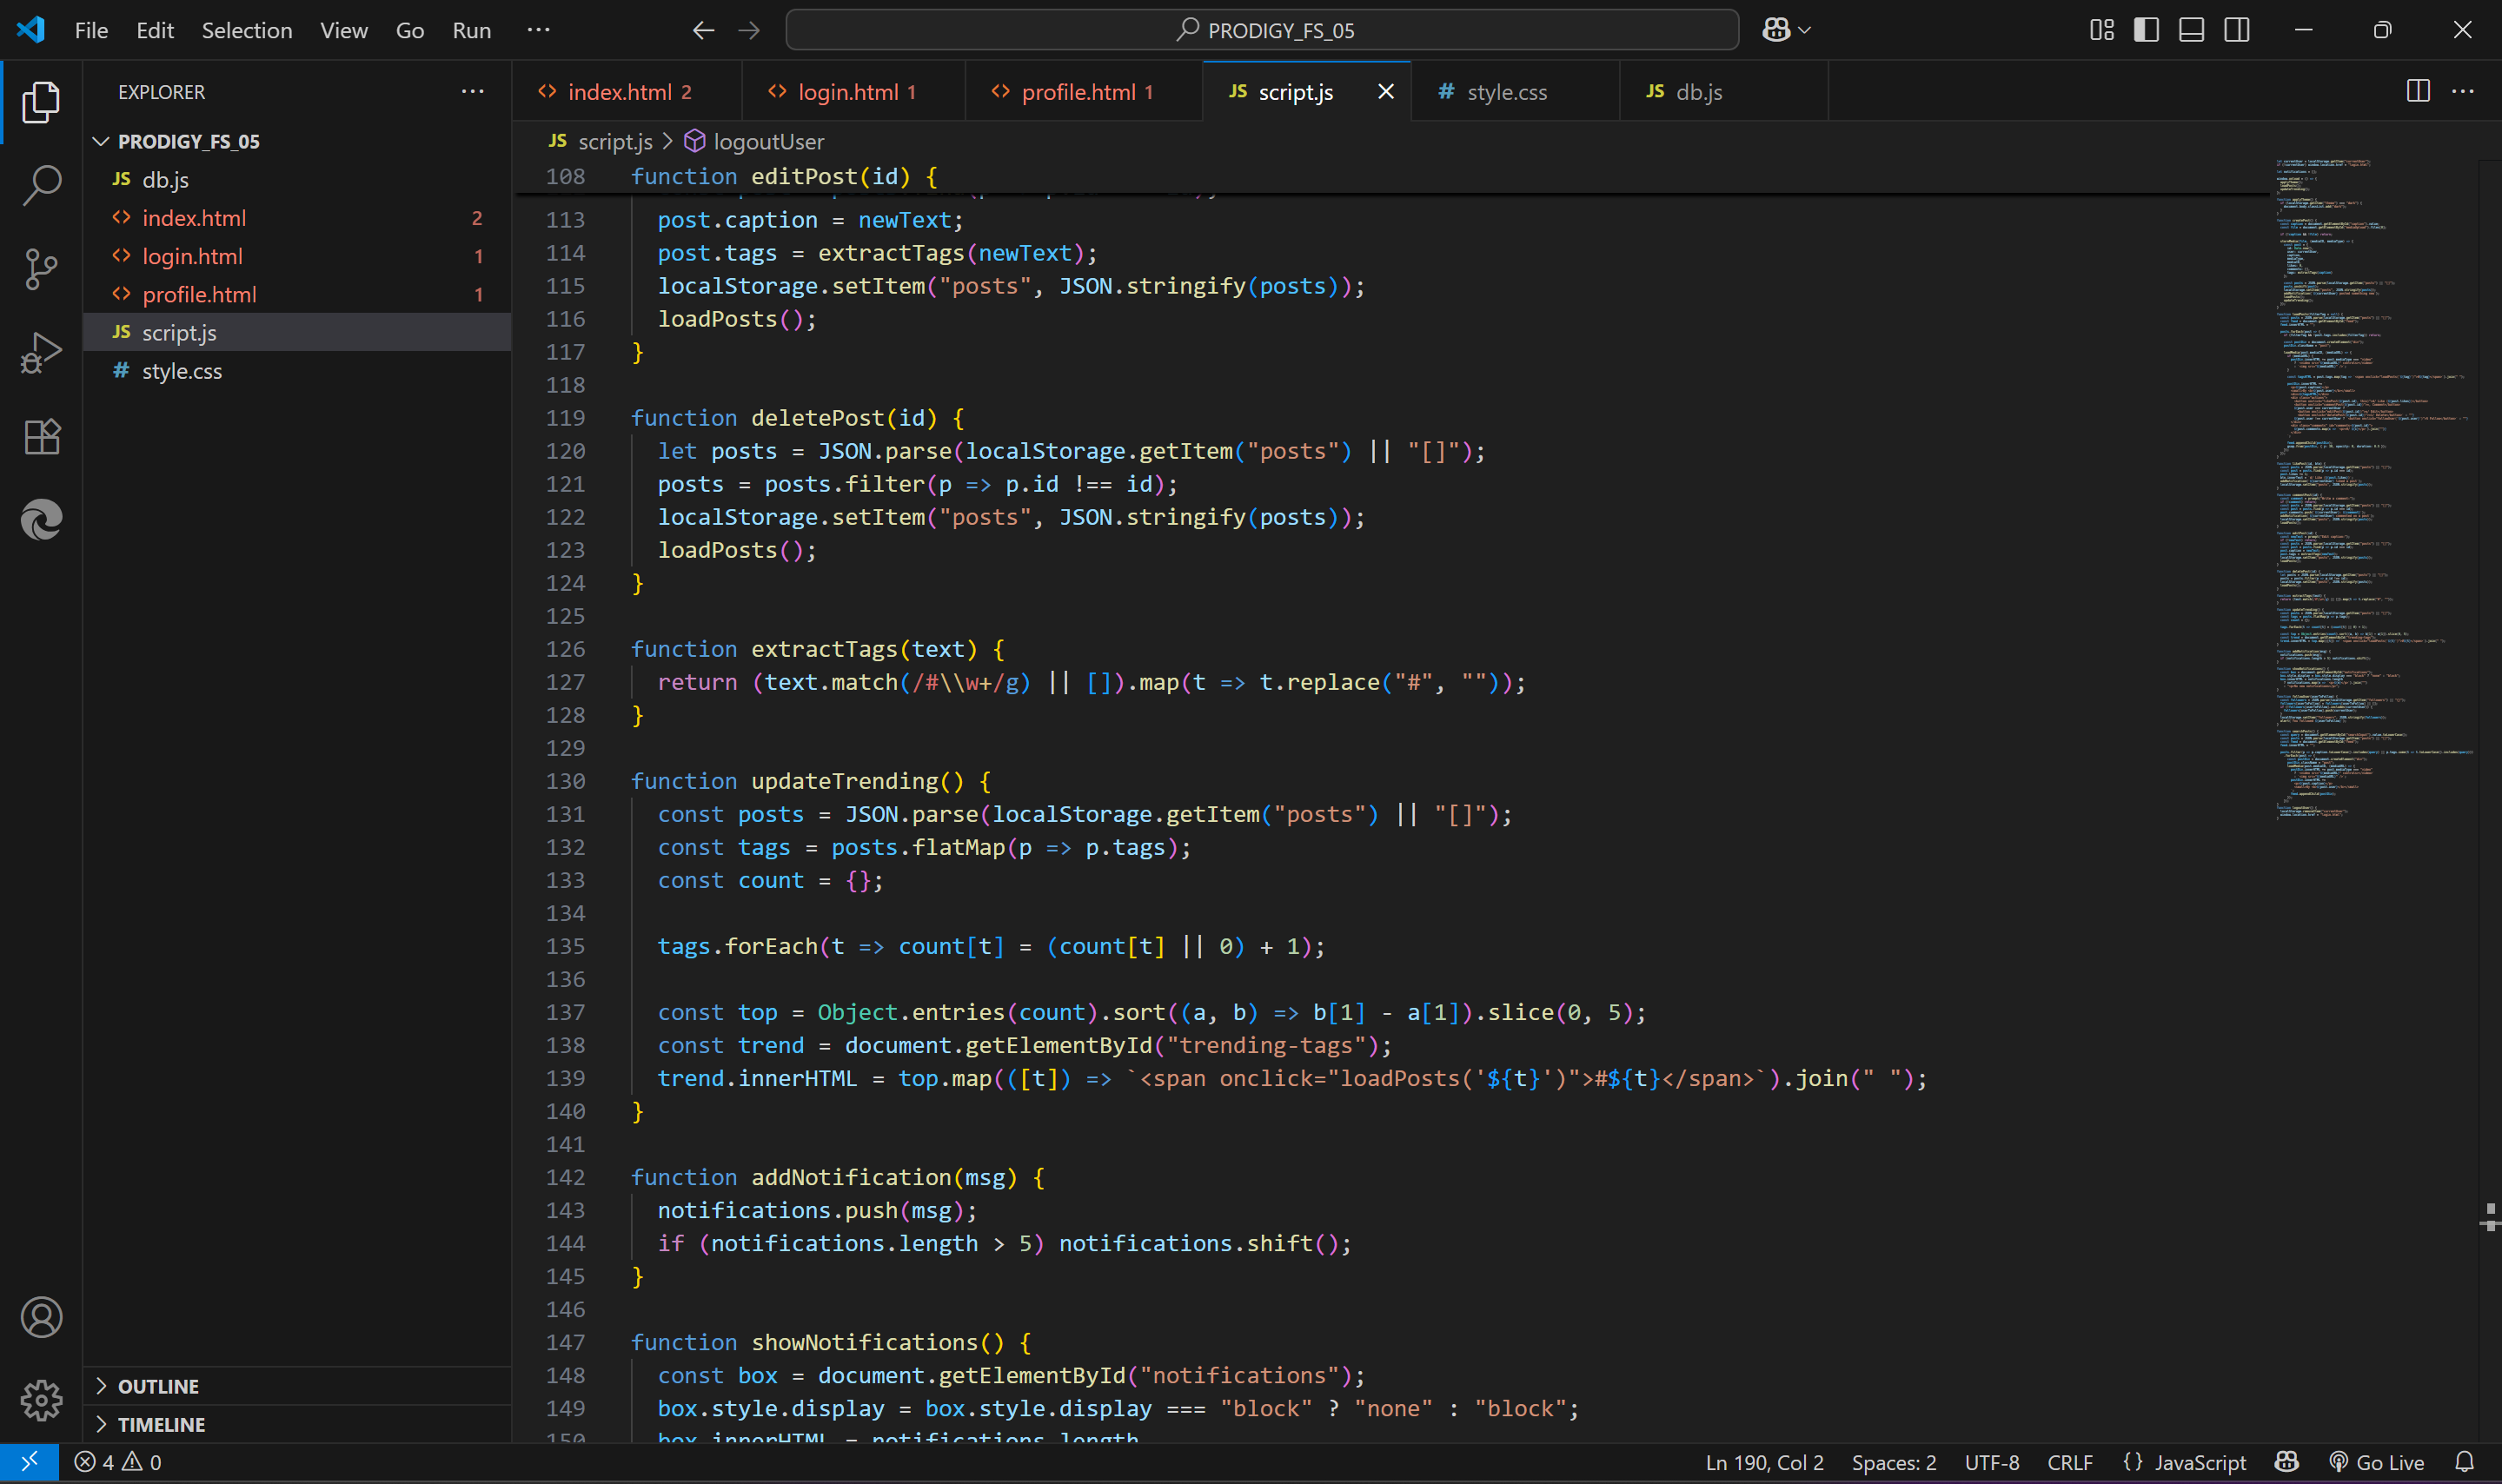 File Edit Selection View Go Run ··· PRODIGY_FS_05
EXPLORER ···
PRODIGY_FS_05
JS db.js
index.html 2
login.html 1
profile.html 1
JS script.js
# style.css
OUTLINE
TIMELINE
index.html 2 login.html 1 profile.html 1 JS script.js # style.css JS db.js
JS script.js > logoutUser
108 function editPost(id) {
113 post.caption = newText;
114 post.tags = extractTags(newText);
115 localStorage.setItem("posts", JSON.stringify(posts));
116 loadPosts();
117 }
118
119 function deletePost(id) {
120 let posts = JSON.parse(localStorage.getItem("posts") || "[]");
121 posts = posts.filter(p => p.id !== id);
122 localStorage.setItem("posts", JSON.stringify(posts));
123 loadPosts();
124 }
125
126 function extractTags(text) {
127 return (text.match(/#\\w+/g) || []).map(t => t.replace("#", ""));
128 }
129
130 function updateTrending() {
131 const posts = JSON.parse(localStorage.getItem("posts") || "[]");
132 const tags = posts.flatMap(p => p.tags);
133 const count = {};
134
135 tags.forEach(t => count[t] = (count[t] || 0) + 1);
136
137 const top = Object.entries(count).sort((a, b) => b[1] - a[1]).slice(0, 5);
138 const trend = document.getElementById("trending-tags");
139 trend.innerHTML = top.map(([t]) => `<span onclick="loadPosts('${t}')">#${t}</span>`).join(" ");
140 }
141
142 function addNotification(msg) {
143 notifications.push(msg);
144 if (notifications.length > 5) notifications.shift();
145 }
146
147 function showNotifications() {
148 const box = document.getElementById("notifications");
149 box.style.display = box.style.display === "block" ? "none" : "block";
150 box.innerHTML = notifications.length
4 0 Ln 190, Col 2 Spaces: 2 UTF-8 CRLF {} JavaScript Go Live